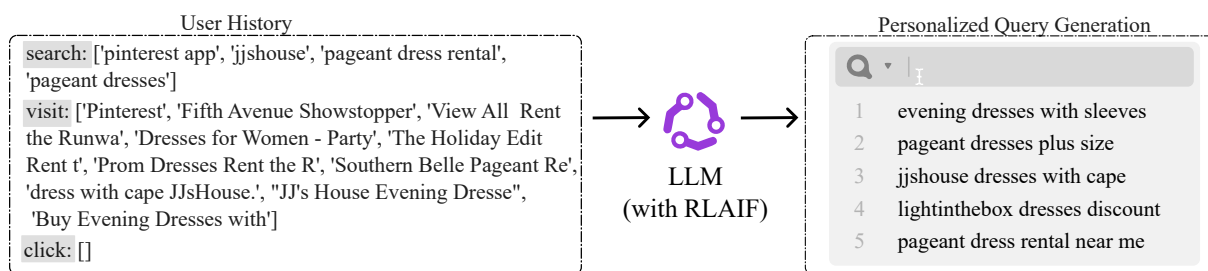 User History
search: ['pinterest app', 'jjshouse', 'pageant dress rental',
'pageant dresses']
visit: ['Pinterest', 'Fifth Avenue Showstopper', 'View All Rent
the Runwa', 'Dresses for Women - Party', 'The Holiday Edit
Rent t', 'Prom Dresses Rent the R', 'Southern Belle Pageant Re',
'dress with cape JJsHouse.', "JJ's House Evening Dresse",
'Buy Evening Dresses with']
click: []
LLM
(with RLAIF)
Personalized Query Generation
1 evening dresses with sleeves
2 pageant dresses plus size
3 jjshouse dresses with cape
4 lightinthebox dresses discount
5 pageant dress rental near me